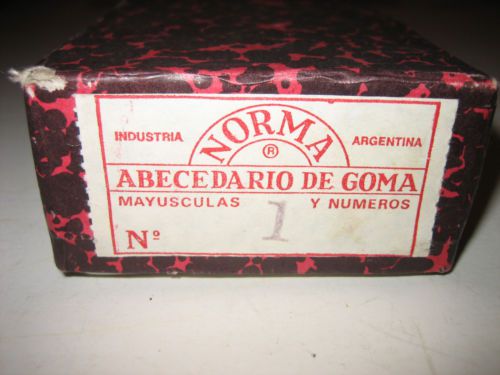 NORMA
INDUSTRIA ® ARGENTINA
ABECEDARIO DE GOMA
MAYUSCULAS Y NUMEROS
Nº 1